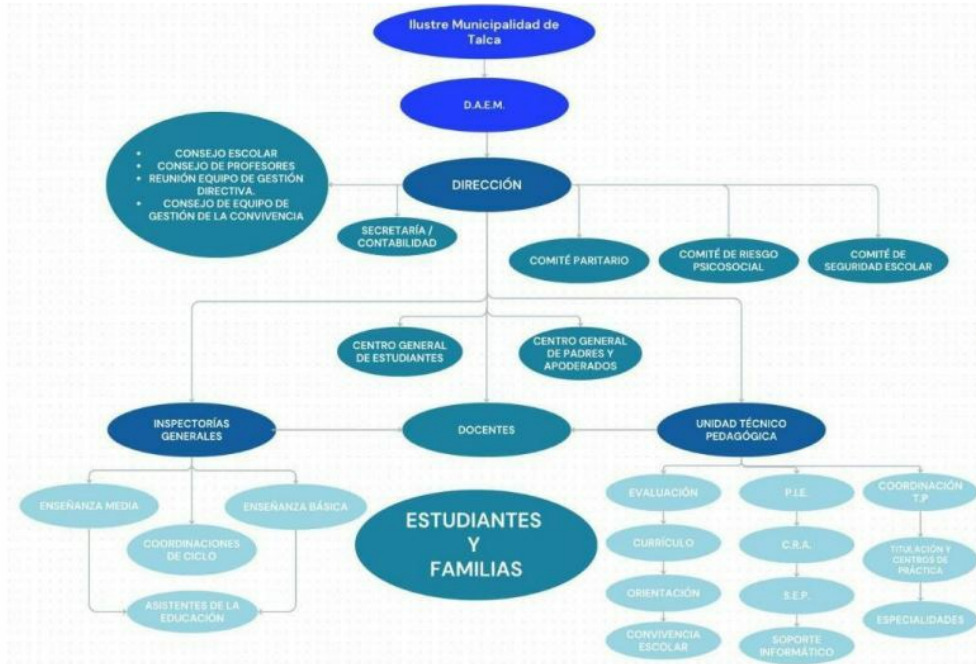 Ilustre Municipalidad de
Talca
D.A.E.M.
• CONSEJO ESCOLAR
• CONSEJO DE PROFESORES
• REUNIÓN EQUIPO DE GESTIÓN
DIRECTIVA.
• CONSEJO DE EQUIPO DE
GESTIÓN DE LA CONVIVENCIA
DIRECCIÓN
SECRETARÍA /
CONTABILIDAD
COMITÉ PARITARIO
COMITÉ DE RIESGO
PSICOSOCIAL
COMITÉ DE
SEGURIDAD ESCOLAR
CENTRO GENERAL
DE ESTUDIANTES
CENTRO GENERAL
DE PADRES Y
APODERADOS
INSPECTORÍAS
GENERALES
DOCENTES
UNIDAD TÉCNICO
PEDAGÓGICA
ENSEÑANZA MEDIA
ENSEÑANZA BÁSICA
COORDINACIONES
DE CICLO
ASISTENTES DE LA
EDUCACIÓN
ESTUDIANTES
Y
FAMILIAS
EVALUACIÓN
CURRÍCULO
ORIENTACIÓN
CONVIVENCIA
ESCOLAR
P.I.E.
C.R.A.
S.E.P.
SOPORTE
INFORMÁTICO
COORDINACIÓN
T.P
TITULACIÓN Y
CENTROS DE
PRÁCTICA
ESPECIALIDADES